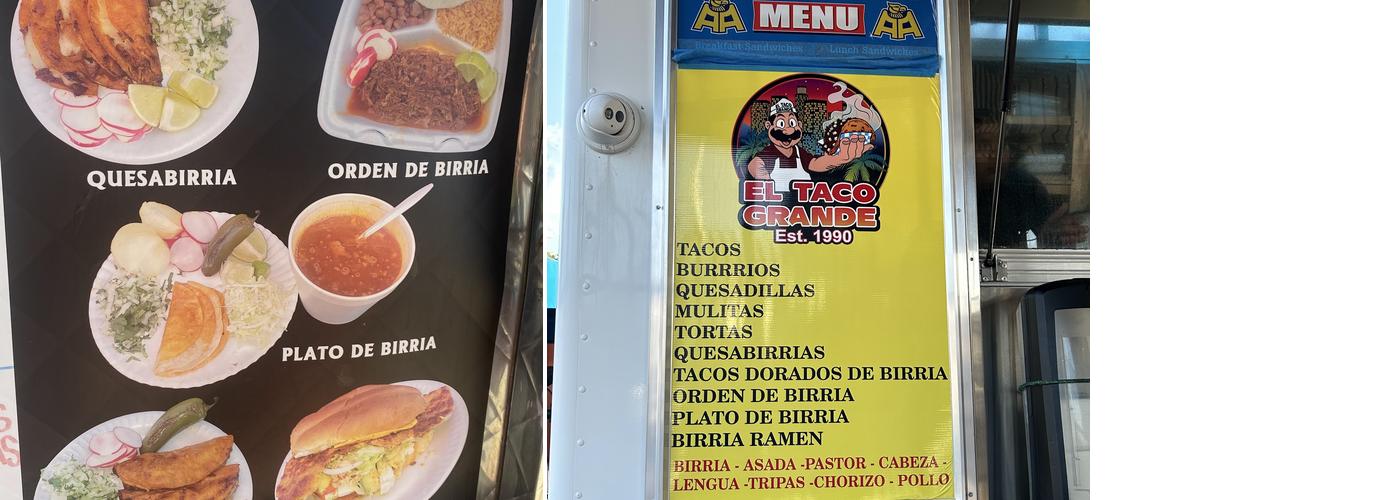 QUESABIRRIA
ORDEN DE BIRRIA
PLATO DE BIRRIA
AA MENU AA
Breakfast Sandwiches Lunch Sandwiches
EL TACO
GRANDE
Est. 1990
TACOS
BURRRIOS
QUESADILLAS
MULITAS
TORTAS
QUESABIRRIAS
TACOS DORADOS DE BIRRIA
ORDEN DE BIRRIA
PLATO DE BIRRIA
BIRRIA RAMEN
BIRRIA - ASADA -PASTOR - CABEZA -
LENGUA -TRIPAS -CHORIZO - POLLO